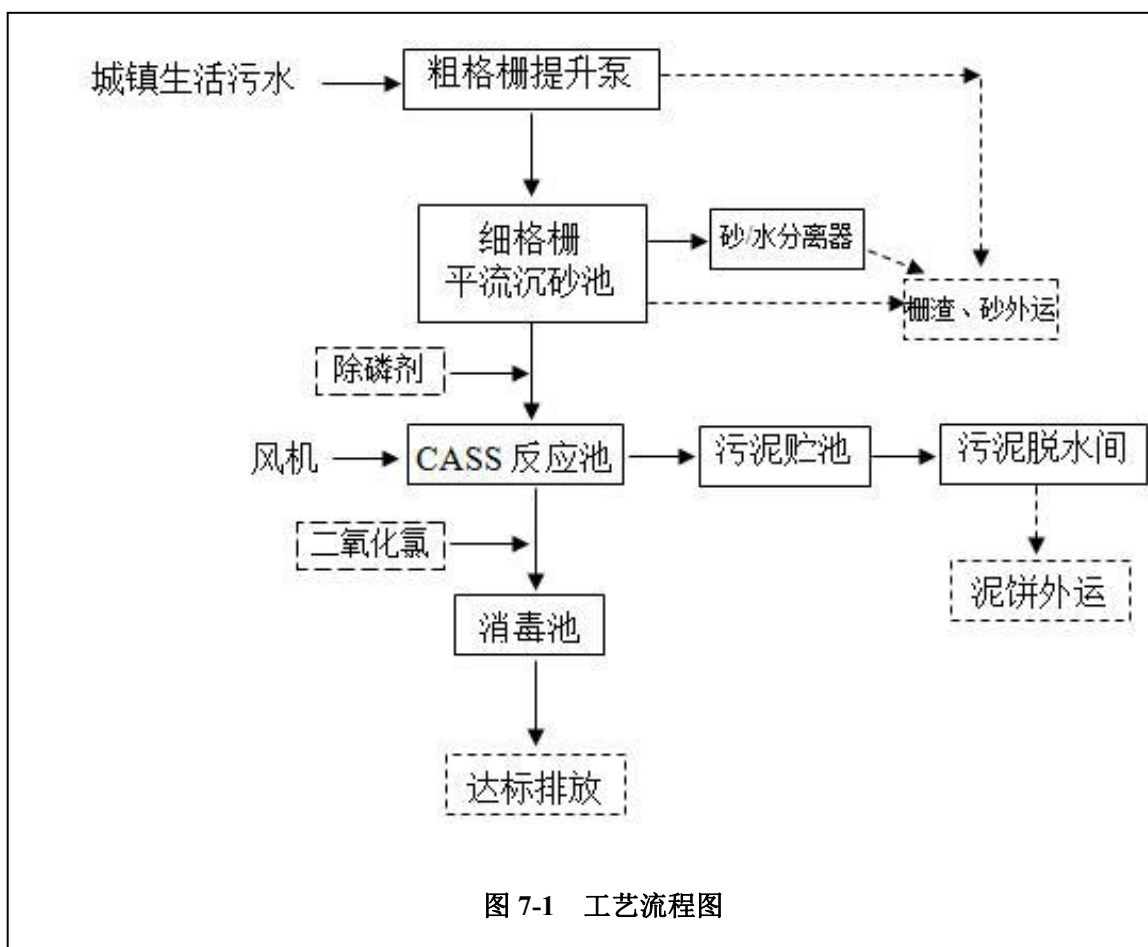 城镇生活污水
粗格栅提升泵
细格栅
平流沉砂池
砂/水分离器
栅渣、砂外运
除磷剂
风机
CASS 反应池
污泥贮池
污泥脱水间
二氧化氯
泥饼外运
消毒池
达标排放
图 7-1 工艺流程图